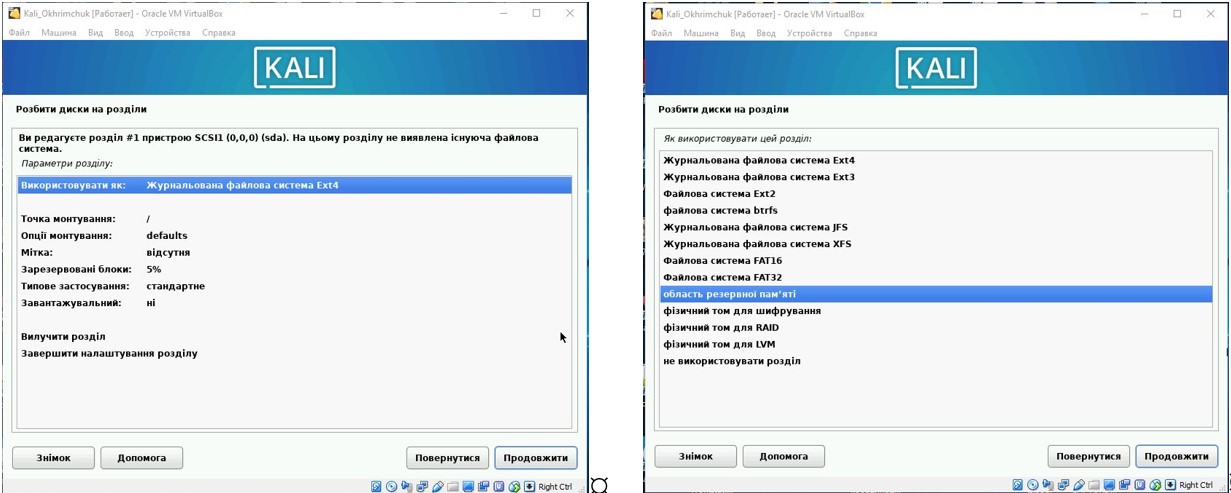 Kali_Okhrimchuk [Работает] - Oracle VM VirtualBox
Файл Машина Вид Ввод Устройства Справка
KALI
Розбити диски на розділи
Ви редагуєте розділ #1 пристрою SCSI1 (0,0,0) (sda). На цьому розділу не виявлена існуюча файлова
система.
Параметри розділу:
Використовувати як: Журнальована файлова система Ext4
Точка монтування: /
Опції монтування: defaults
Мітка: відсутня
Зарезервовані блоки: 5%
Типове застосування: стандартне
Завантажувальний: ні
Вилучити розділ
Завершити налаштування розділу
Знімок Допомога Повернутися Продовжити
Right Ctrl
Kali_Okhrimchuk [Работает] - Oracle VM VirtualBox
Файл Машина Вид Ввод Устройства Справка
KALI
Розбити диски на розділи
Як використовувати цей розділ:
Журнальована файлова система Ext4
Журнальована файлова система Ext3
Файлова система Ext2
файлова система btrfs
Журнальована файлова система JFS
Журнальована файлова система XFS
Файлова система FAT16
Файлова система FAT32
область резервної пам'яті
фізичний том для шифрування
фізичний том для RAID
фізичний том для LVM
не використовувати розділ
Знімок Допомога Повернутися Продовжити
Right Ctrl